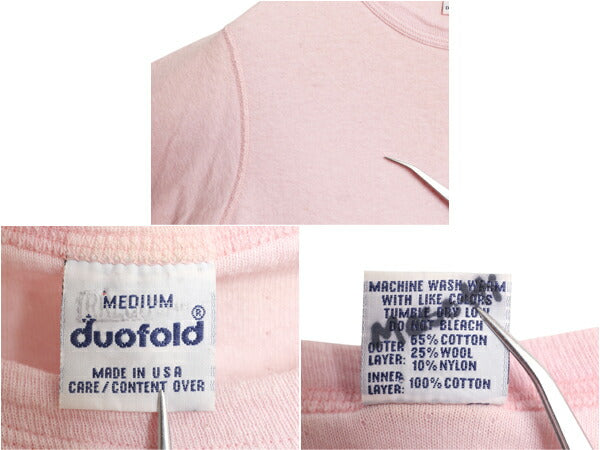 MEDIUM
duofold®
MADE IN USA
CARE/CONTENT OVER
MACHINE WASH WARM
WITH LIKE COLORS
TUMBLE DRY LO
DO NOT BLEACH
OUTER LAYER: 65% COTTON
25% WOOL
10% NYLON
INNER LAYER: 100% COTTON